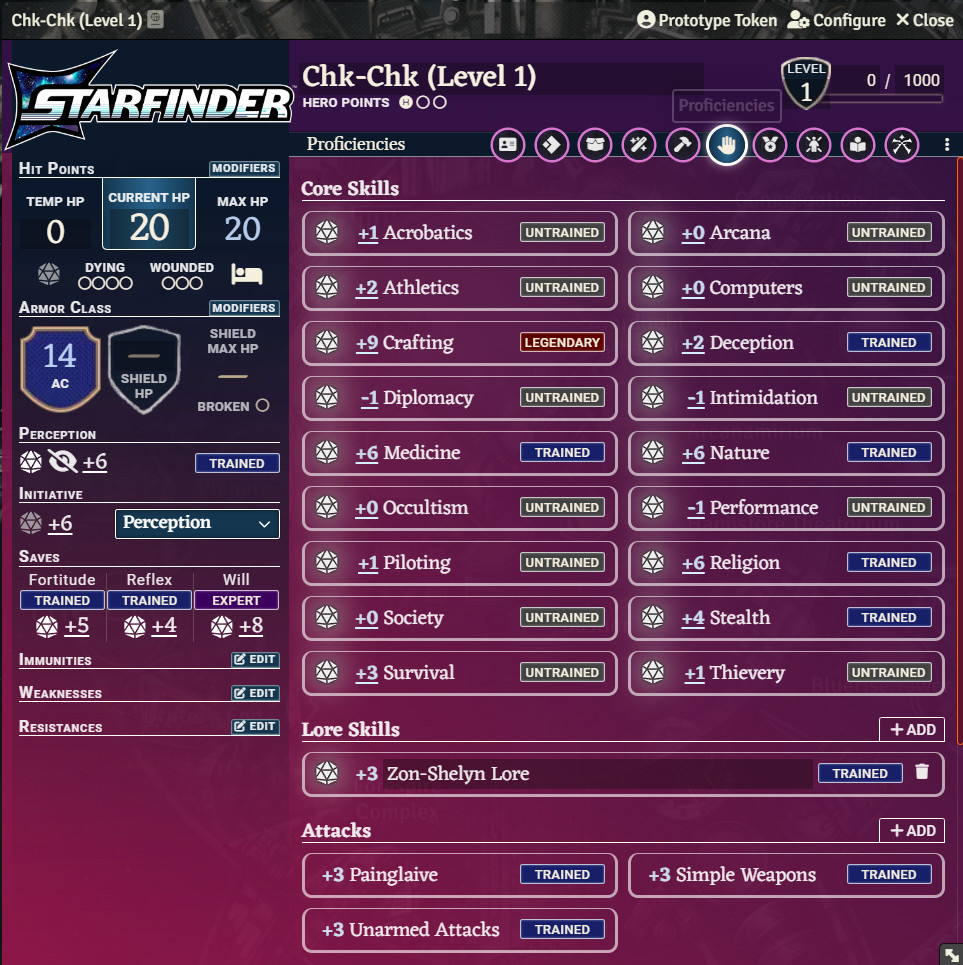 Chk-Chk (Level 1) Prototype Token Configure Close
STARFINDER
Chk-Chk (Level 1)
HERO POINTS H
LEVEL
1
0 / 1000
Proficiencies
Proficiencies
HIT POINTS MODIFIERS
TEMP HP CURRENT HP MAX HP
0 20 20
DYING WOUNDED
ARMOR CLASS MODIFIERS
14
AC
—
SHIELD
HP
SHIELD
MAX HP
—
BROKEN
PERCEPTION
+6 TRAINED
INITIATIVE
+6 Perception
SAVES
Fortitude Reflex Will
TRAINED TRAINED EXPERT
+5 +4 +8
IMMUNITIES EDIT
WEAKNESSES EDIT
RESISTANCES EDIT
Core Skills
+1 Acrobatics UNTRAINED +0 Arcana UNTRAINED
+2 Athletics UNTRAINED +0 Computers UNTRAINED
+9 Crafting LEGENDARY +2 Deception TRAINED
-1 Diplomacy UNTRAINED -1 Intimidation UNTRAINED
+6 Medicine TRAINED +6 Nature TRAINED
+0 Occultism UNTRAINED -1 Performance UNTRAINED
+1 Piloting UNTRAINED +6 Religion TRAINED
+0 Society UNTRAINED +4 Stealth TRAINED
+3 Survival UNTRAINED +1 Thievery UNTRAINED
Lore Skills + ADD
+3 Zon-Shelyn Lore TRAINED
Complex
Attacks + ADD
+3 Painglaive TRAINED +3 Simple Weapons TRAINED
+3 Unarmed Attacks TRAINED